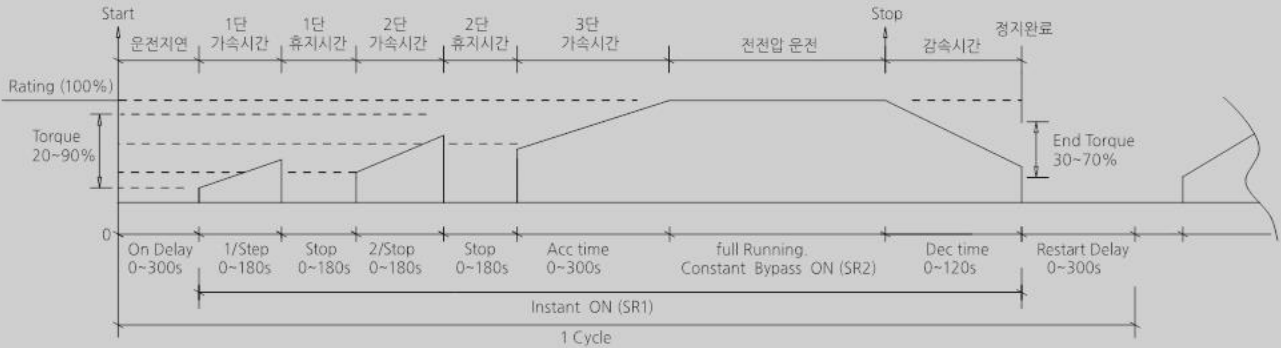 Start
Stop
운전지연
1단
가속시간
1단
휴지시간
2단
가속시간
2단
휴지시간
3단
가속시간
전전압 운전
감속시간
정지완료
Rating (100%)
Torque
20~90%
End Torque
30~70%
0
On Delay
0~300s
1/Step
0~180s
Stop
0~180s
2/Stop
0~180s
Stop
0~180s
Acc time
0~300s
full Running.
Constant Bypass ON (SR2)
Dec time
0~120s
Restart Delay
0~300s
Instant ON (SR1)
1 Cycle